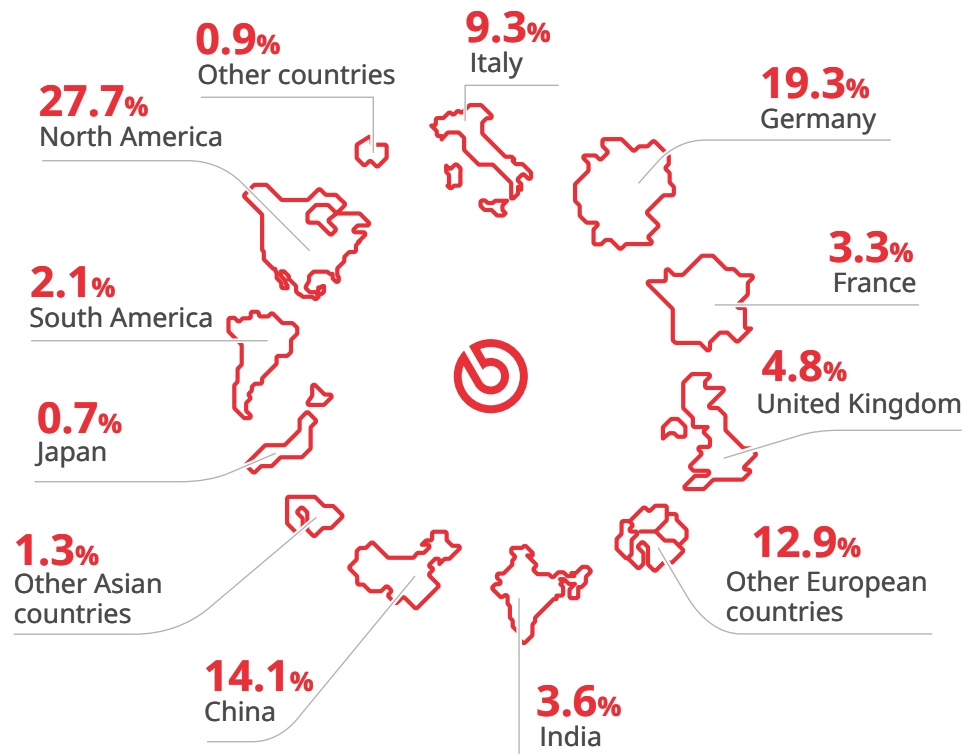 0.9%
Other countries
9.3%
Italy
19.3%
Germany
27.7%
North America
3.3%
France
2.1%
South America
4.8%
United Kingdom
0.7%
Japan
12.9%
Other European
countries
1.3%
Other Asian
countries
14.1%
China
3.6%
India